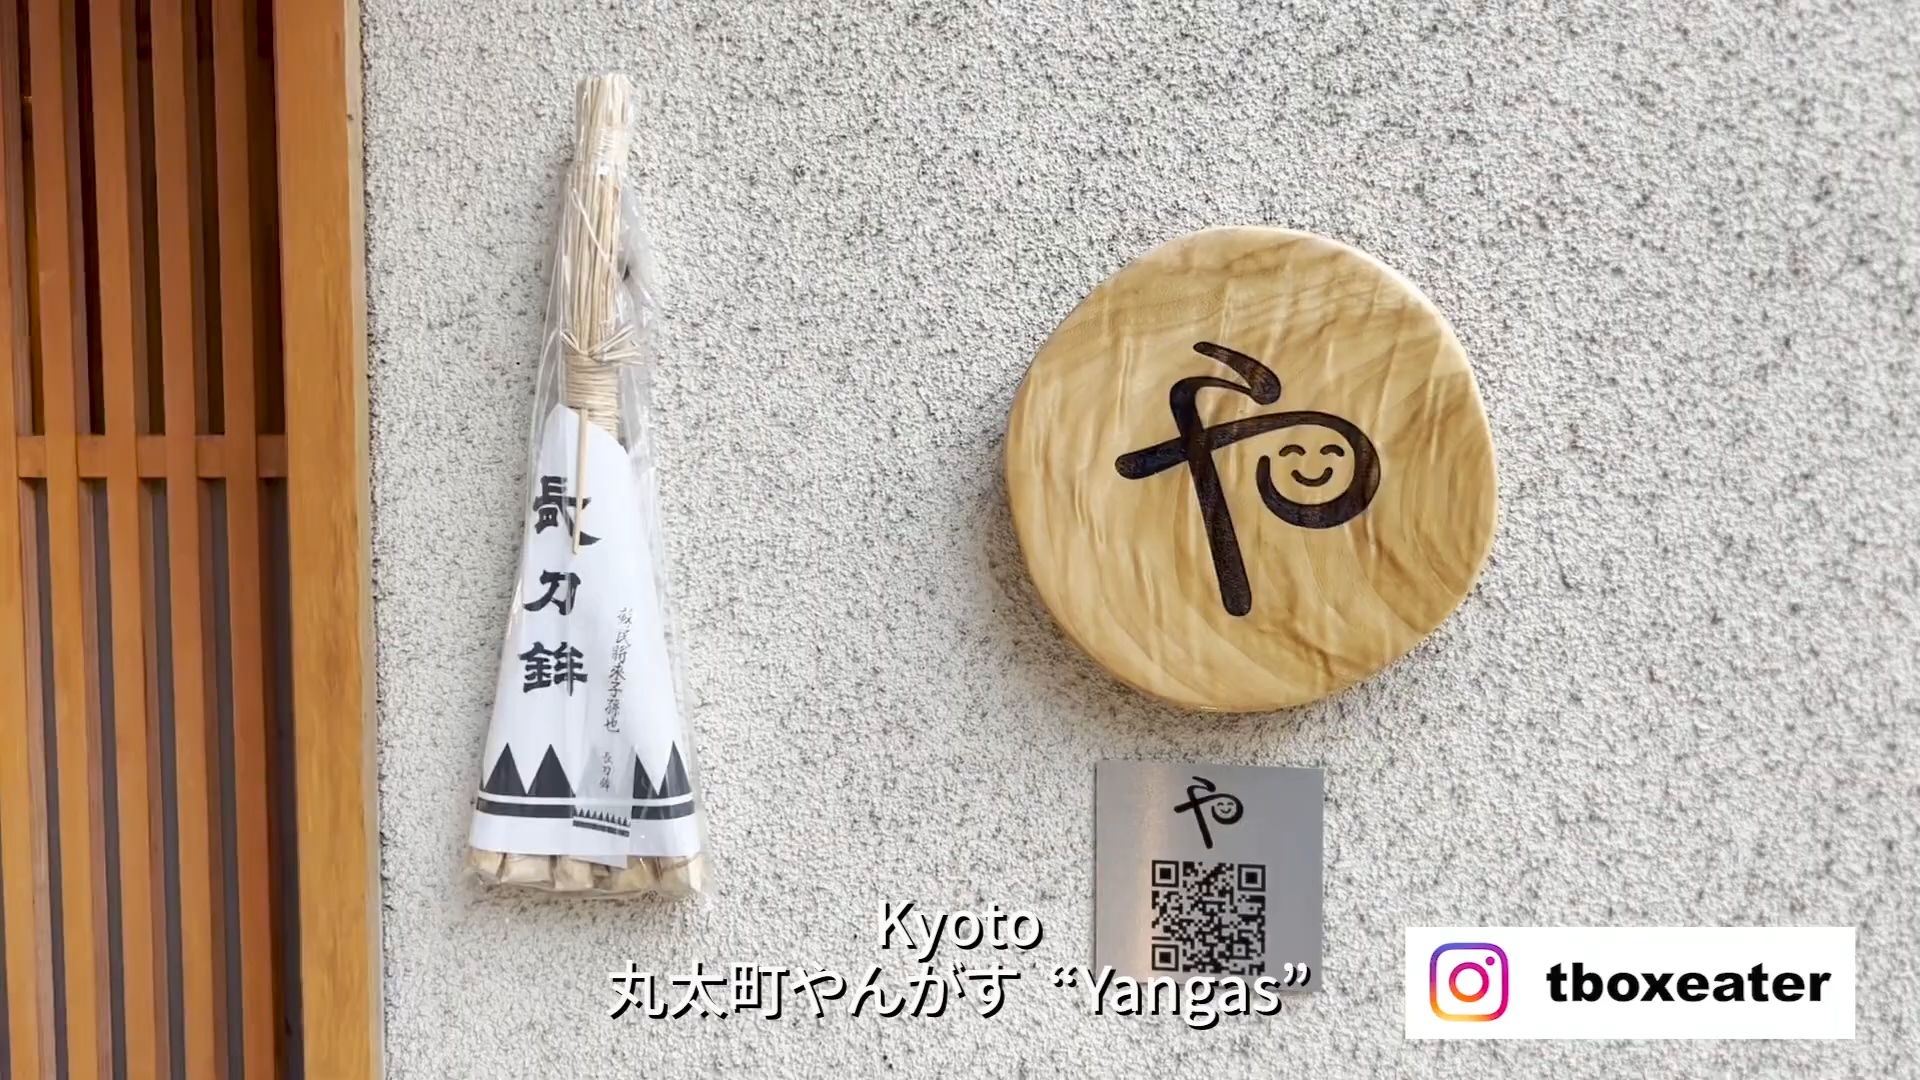 長刀鉾
蘇民将来子孫也
長刀鉾
や
や
Kyoto
丸太町やんがす “Yangas”
tboxeater